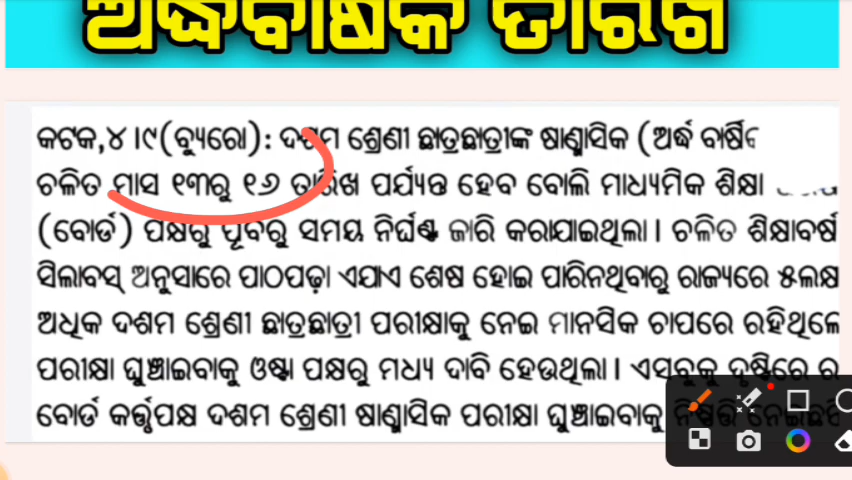 ଅର୍ଦ୍ଧବାର୍ଷିକ ତାରିଖ
କଟକ,୪।୯(ବ୍ୟୁରୋ): ଦଶମ ଶ୍ରେଣୀ ଛାତ୍ରଛାତ୍ରୀଙ୍କ ଷାଣ୍ମାସିକ (ଅର୍ଦ୍ଧ
ଚଳିତ ମାସ ୧୩ରୁ ୧୬ ତାରିଖ ପର୍ଯ୍ୟନ୍ତ ହେବ ବୋଲି ମାଧ୍ୟମିକ ଶିକ୍ଷା
(ବୋର୍ଡ) ପକ୍ଷରୁ ପୂର୍ବରୁ ସମୟ ନିର୍ଘଣ୍ଟ ଜାରି କରାଯାଇଥିଲା। ଚଳିତ ଶିକ୍ଷାବର୍ଷ
ସିଲାବସ୍ ଅନୁସାରେ ପାଠପଢ଼ା ଏଯାଏ ଶେଷ ହୋଇ ପାରିନଥିବାରୁ ରାଜ୍ୟରେ ୫ଲକ୍ଷ
ଅଧିକ ଦଶମ ଶ୍ରେଣୀ ଛାତ୍ରଛାତ୍ରୀ ପରୀକ୍ଷାକୁ ନେଇ ମାନସିକ ଚାପରେ ରହିଥିଲେ
ପରୀକ୍ଷା ଘୁଞ୍ଚାଇବାକୁ ଓଷ୍ଟା ପକ୍ଷରୁ ମଧ୍ୟ ଦାବି ହେଉଥିଲା। ଏସବୁକୁ ଦୃଷ୍ଟିରେ
ବୋର୍ଡ କର୍ତ୍ତୃପକ୍ଷ ଦଶମ ଶ୍ରେଣୀ ଷାଣ୍ମାସିକ ପରୀକ୍ଷା ଘୁଞ୍ଚାଇବାକୁ